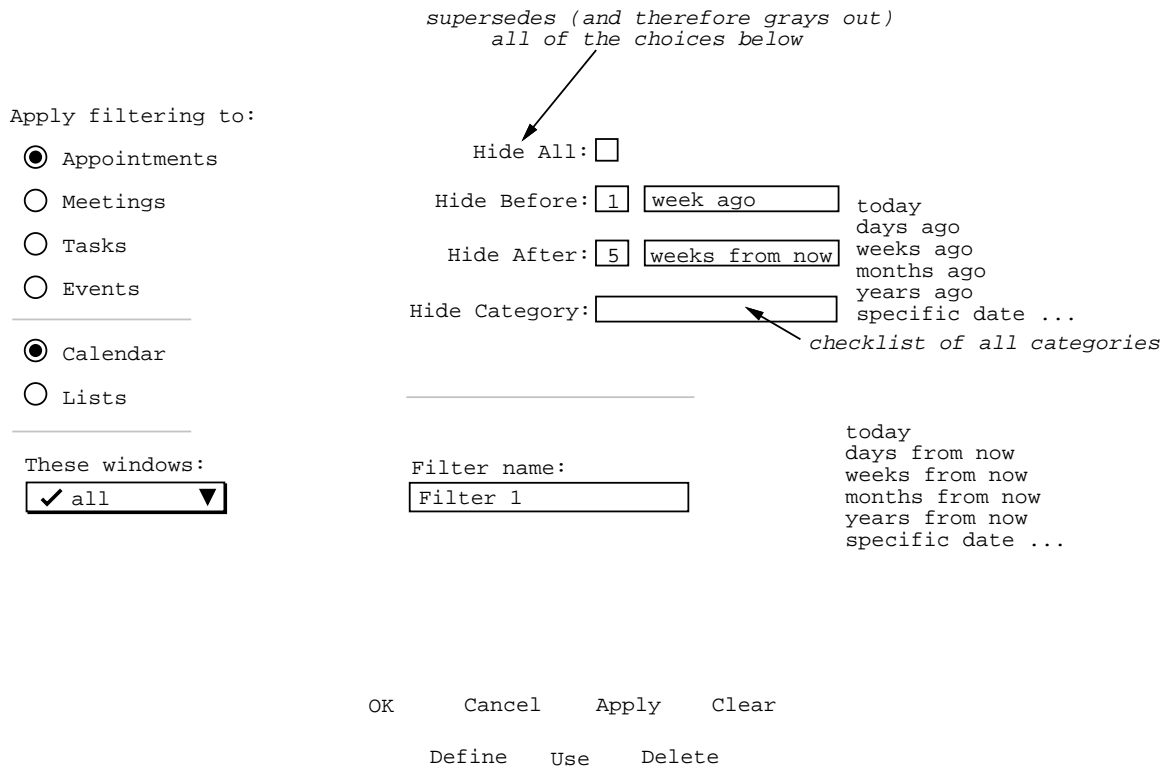 supersedes (and therefore grays out)
all of the choices below
Apply filtering to:
Appointments
Meetings
Tasks
Events
Calendar
Lists
These windows:
all
Hide All:
Hide Before: 1 week ago
Hide After: 5 weeks from now
Hide Category:
today
days ago
weeks ago
months ago
years ago
specific date ...
checklist of all categories
Filter name:
Filter 1
today
days from now
weeks from now
months from now
years from now
specific date ...
OK Cancel Apply Clear
Define Use Delete